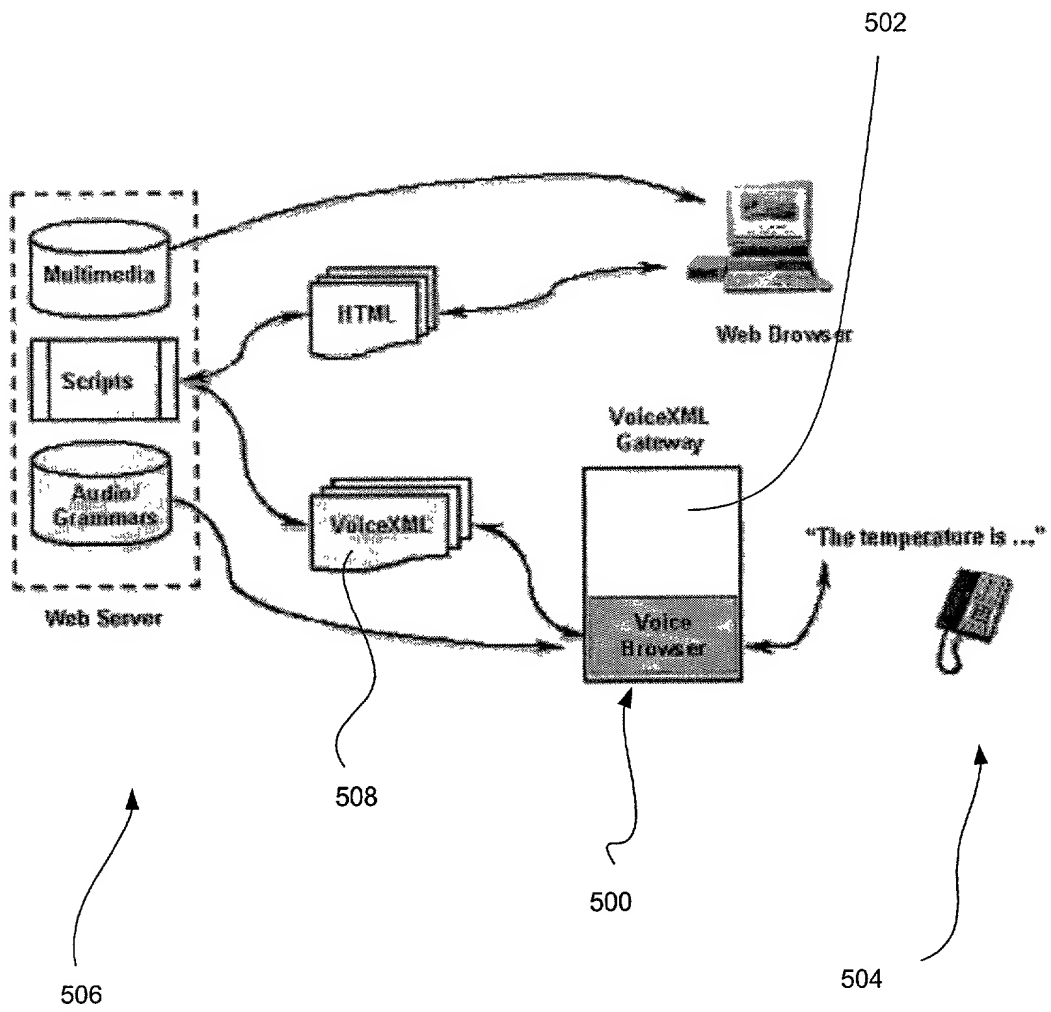 502
Multimedia
HTML
Web Browser
Scripts
VoiceXML
Gateway
Audio/
Grammars
VoiceXML
"The temperature is ..."
Web Server
Voice
Browser
508
500
504
506